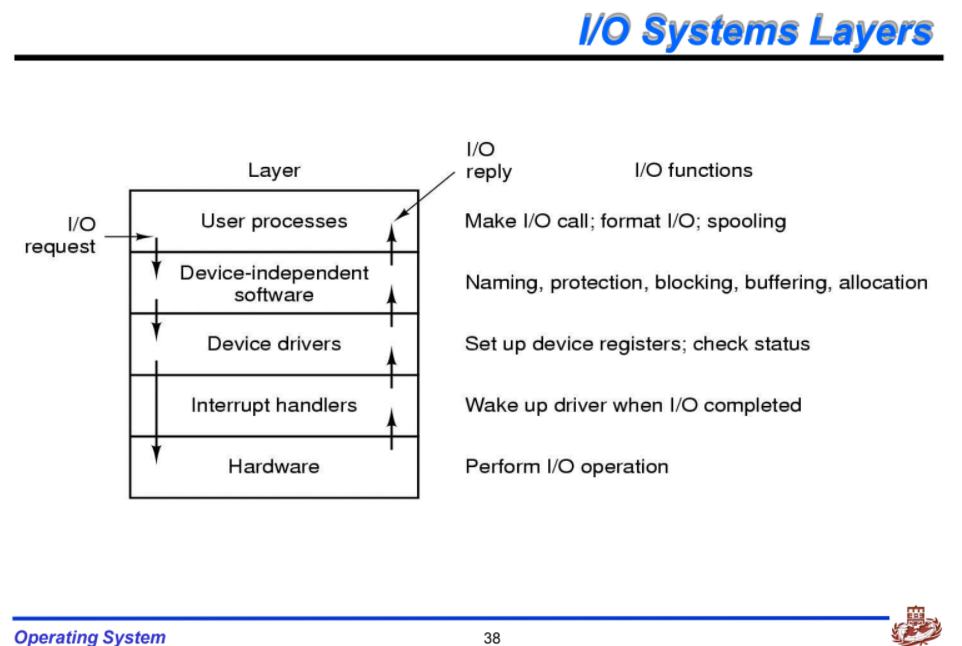 I/O Systems Layers
Layer
I/O
reply
I/O functions
I/O
request
User processes
Make I/O call; format I/O; spooling
Device-independent
software
Naming, protection, blocking, buffering, allocation
Device drivers
Set up device registers; check status
Interrupt handlers
Wake up driver when I/O completed
Hardware
Perform I/O operation
Operating System
38